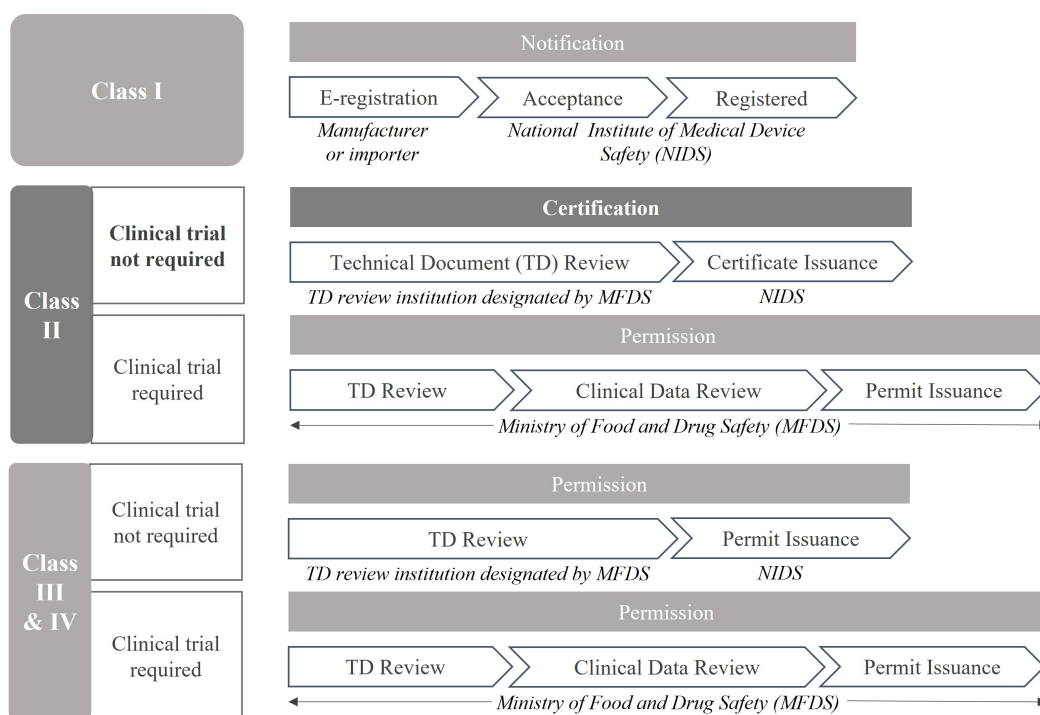 Class I
Notification
E-registration
Acceptance
Registered
Manufacturer
or importer
National Institute of Medical Device
Safety (NIDS)
Class
II
Clinical trial
not required
Certification
Technical Document (TD) Review
Certificate Issuance
TD review institution designated by MFDS
NIDS
Clinical trial
required
Permission
TD Review
Clinical Data Review
Permit Issuance
Ministry of Food and Drug Safety (MFDS)
Class
III
& IV
Clinical trial
not required
Permission
TD Review
Permit Issuance
TD review institution designated by MFDS
NIDS
Clinical trial
required
Permission
TD Review
Clinical Data Review
Permit Issuance
Ministry of Food and Drug Safety (MFDS)